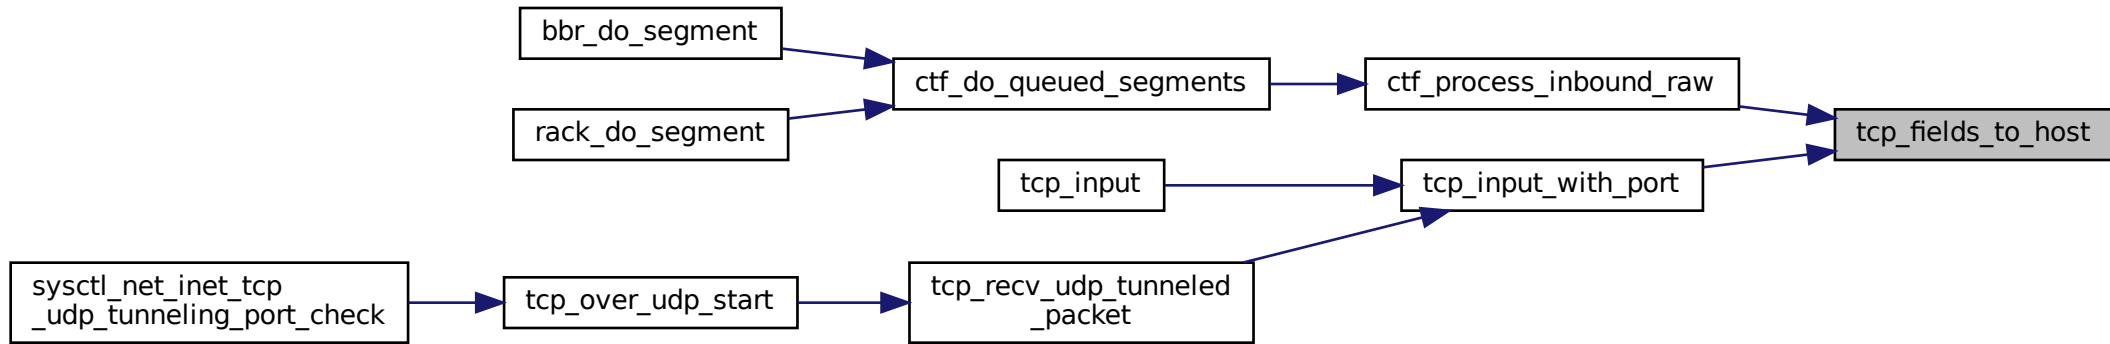 bbr_do_segment
ctf_do_queued_segments
ctf_process_inbound_raw
rack_do_segment
tcp_fields_to_host
tcp_input
tcp_input_with_port
sysctl_net_inet_tcp
_udp_tunneling_port_check
tcp_over_udp_start
tcp_recv_udp_tunneled
_packet